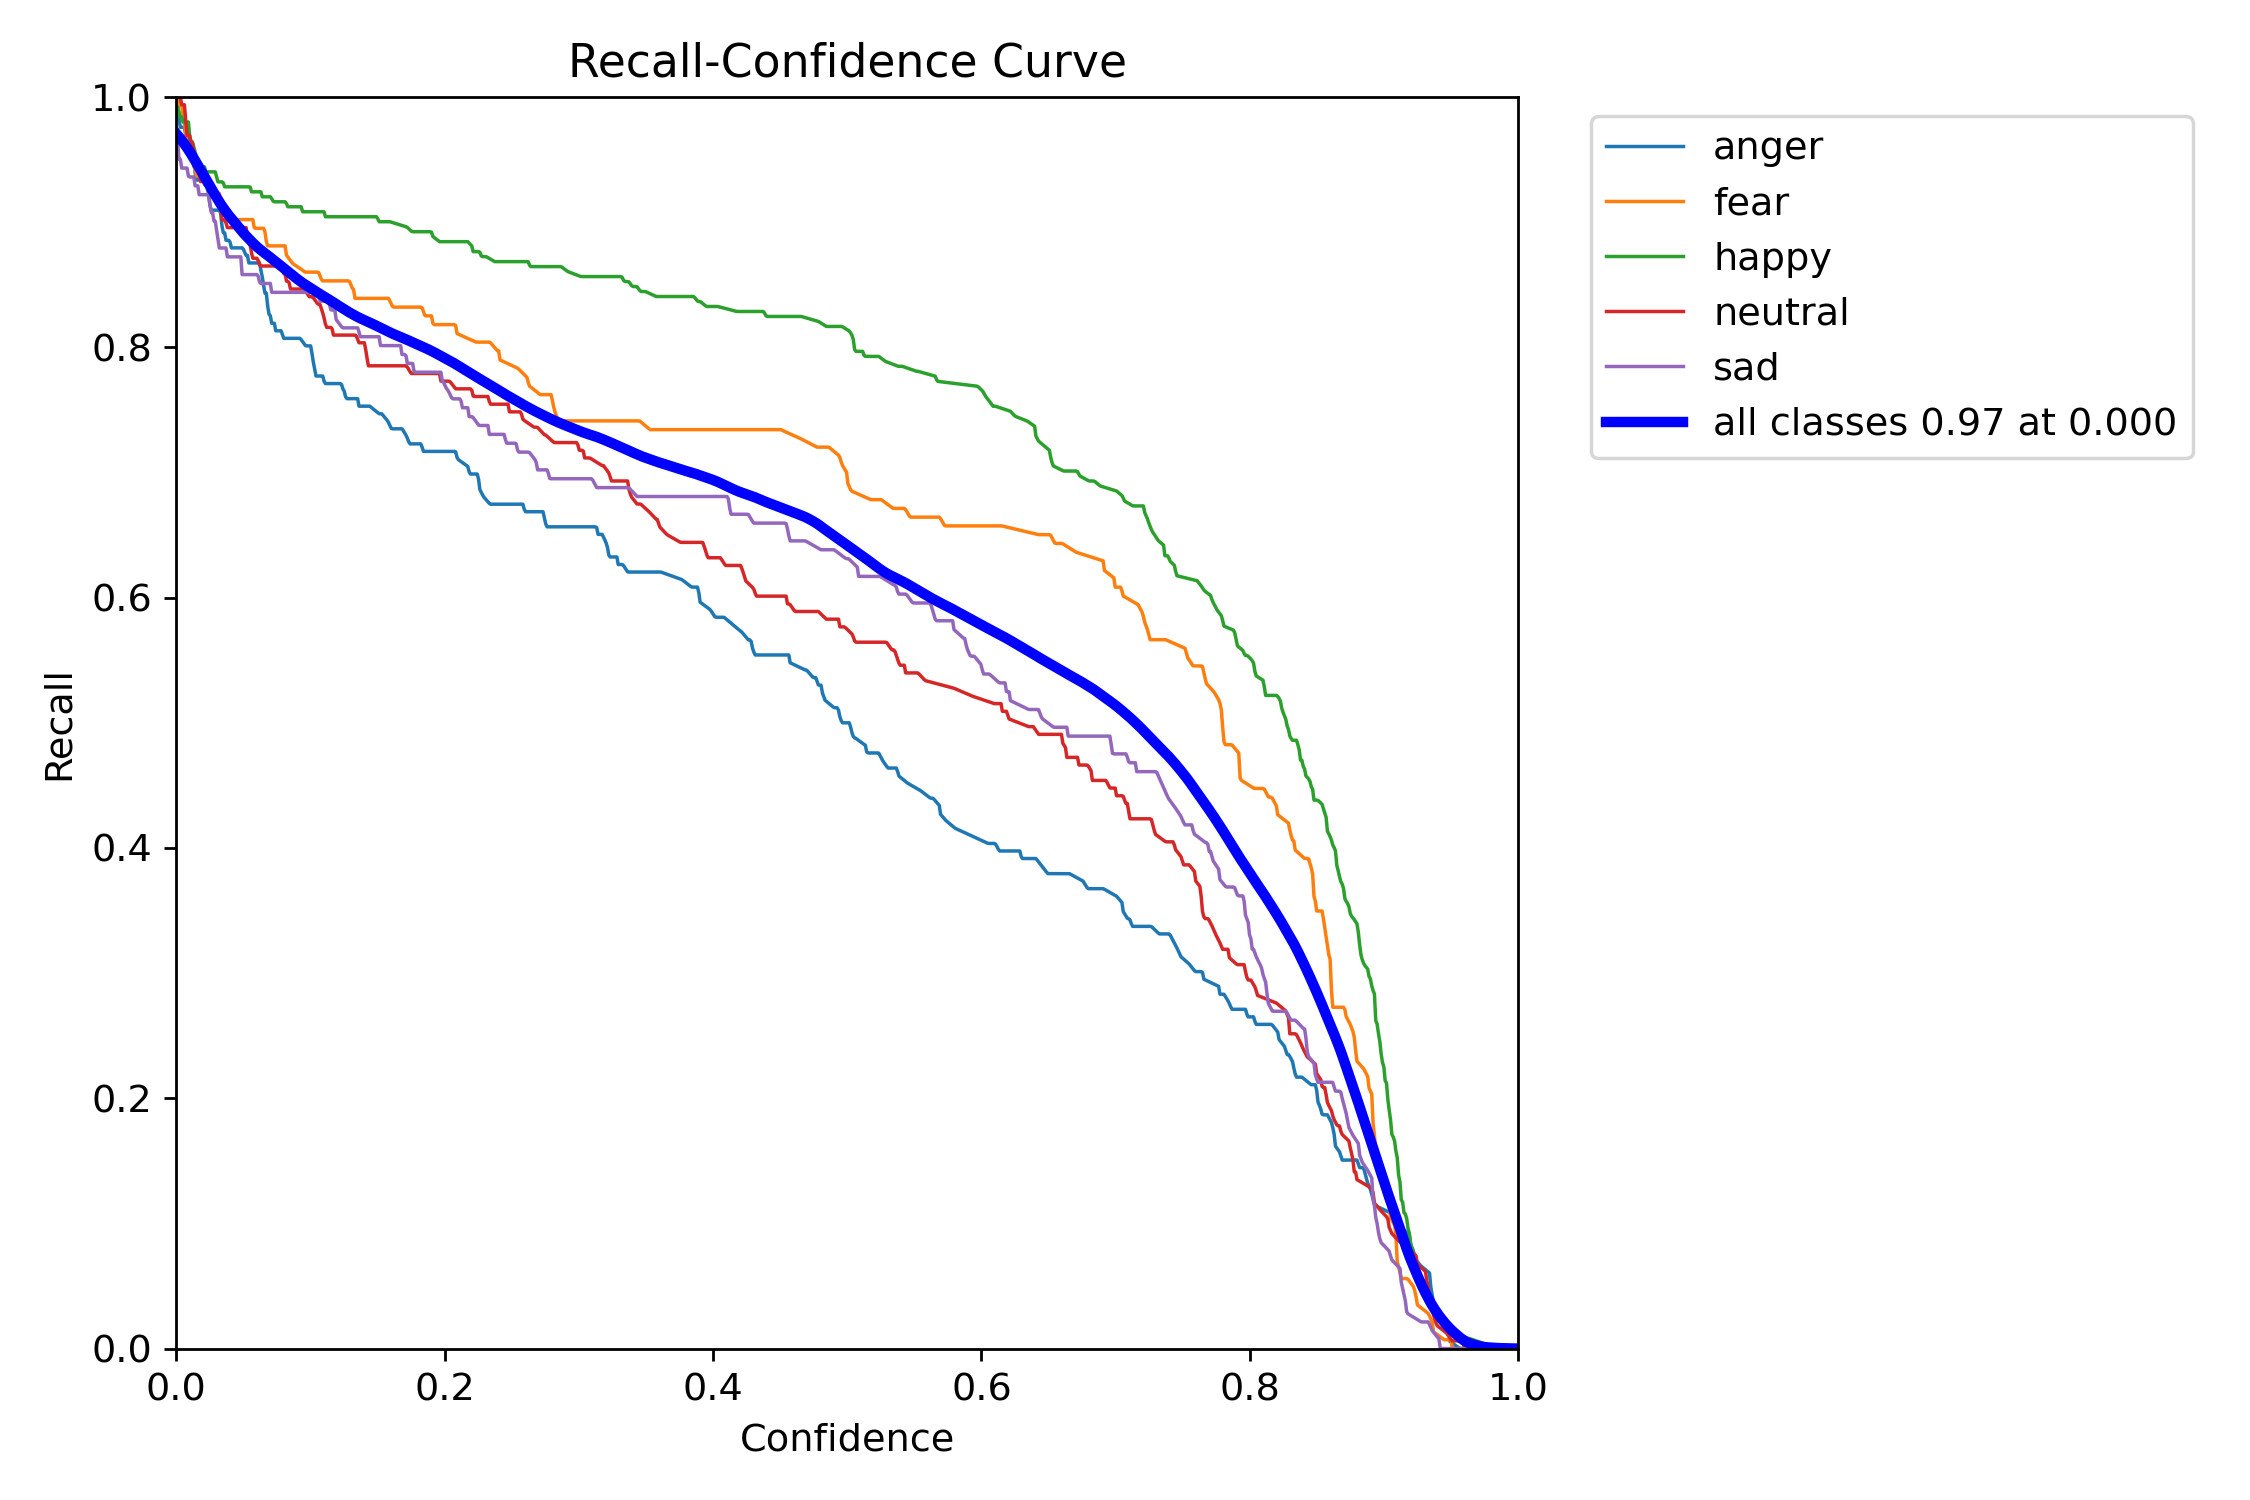 Recall-Confidence Curve
1.0
0.8
0.6
0.4
0.2
0.0
Recall
0.0 0.2 0.4 0.6 0.8 1.0
Confidence
anger
fear
happy
neutral
sad
all classes 0.97 at 0.000